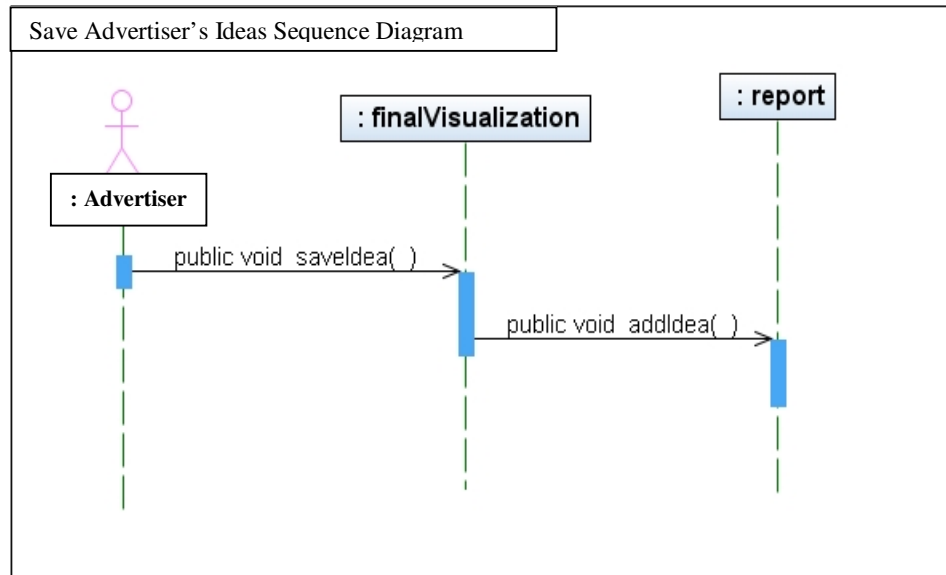 Save Advertiser’s Ideas Sequence Diagram
: finalVisualization
: report
: Advertiser
public void saveIdea( )
public void addIdea( )